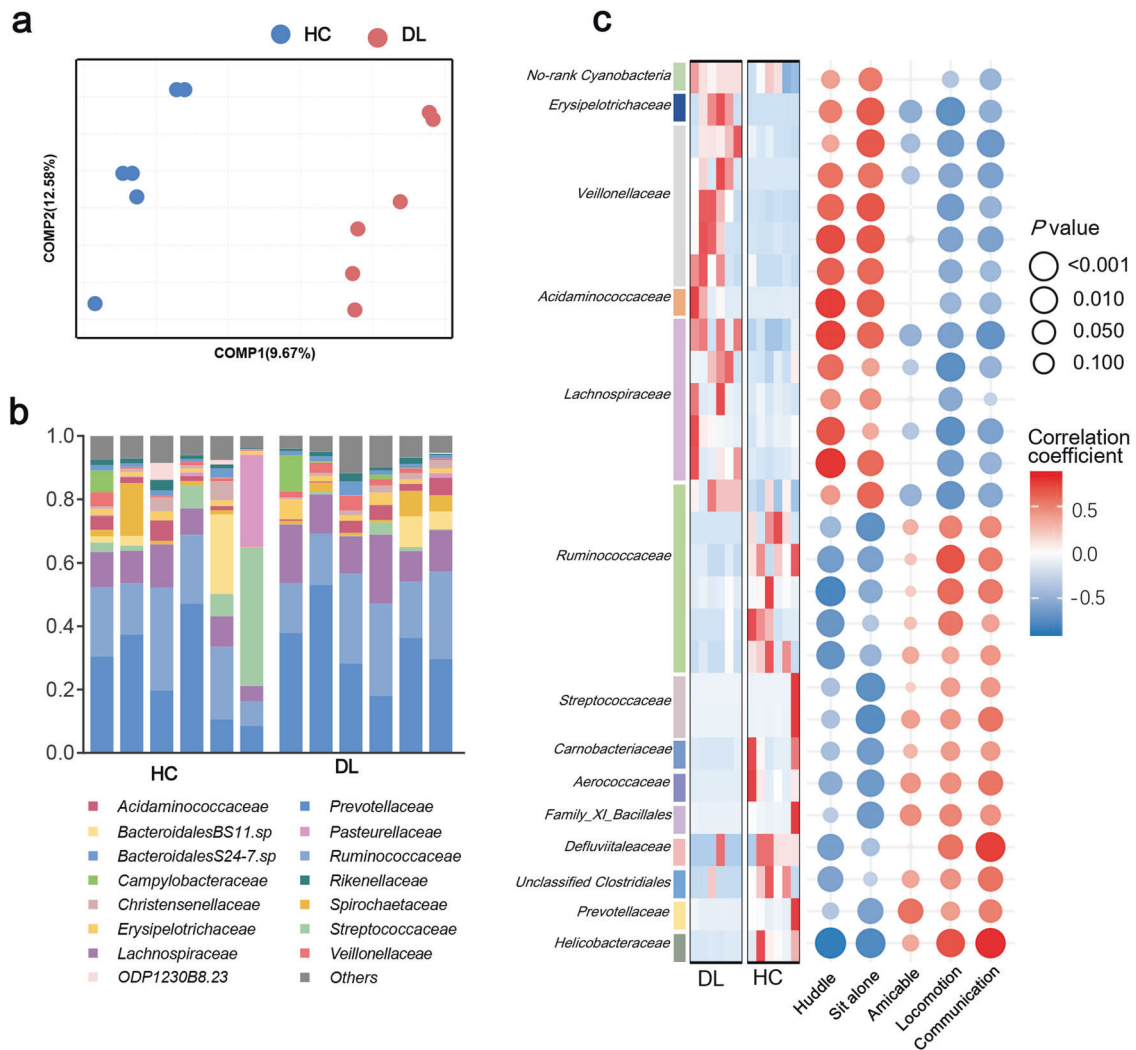 a
HC
DL
COMP2(12.58%)
COMP1(9.67%)
b
1.0
0.8
0.6
0.4
0.2
0.0
HC
DL
Acidaminococcaceae
BacteroidalesBS11.sp
BacteroidalesS24-7.sp
Campylobacteraceae
Christensenellaceae
Erysipelotrichaceae
Lachnospiraceae
ODP1230B8.23
Prevotellaceae
Pasteurellaceae
Ruminococcaceae
Rikenellaceae
Spirochaetaceae
Streptococcaceae
Veillonellaceae
Others
c
No-rank Cyanobacteria
Erysipelotrichaceae
Veillonellaceae
Acidaminococcaceae
Lachnospiraceae
Ruminococcaceae
Streptococcaceae
Carnobacteriaceae
Aerococcaceae
Family_XI_Bacillales
Defluviitaleaceae
Unclassified Clostridiales
Prevotellaceae
Helicobacteraceae
DL
HC
Huddle
Sit alone
Amicable
Locomotion
Communication
P value
<0.001
0.010
0.050
0.100
Correlation
coefficient
0.5
0.0
-0.5